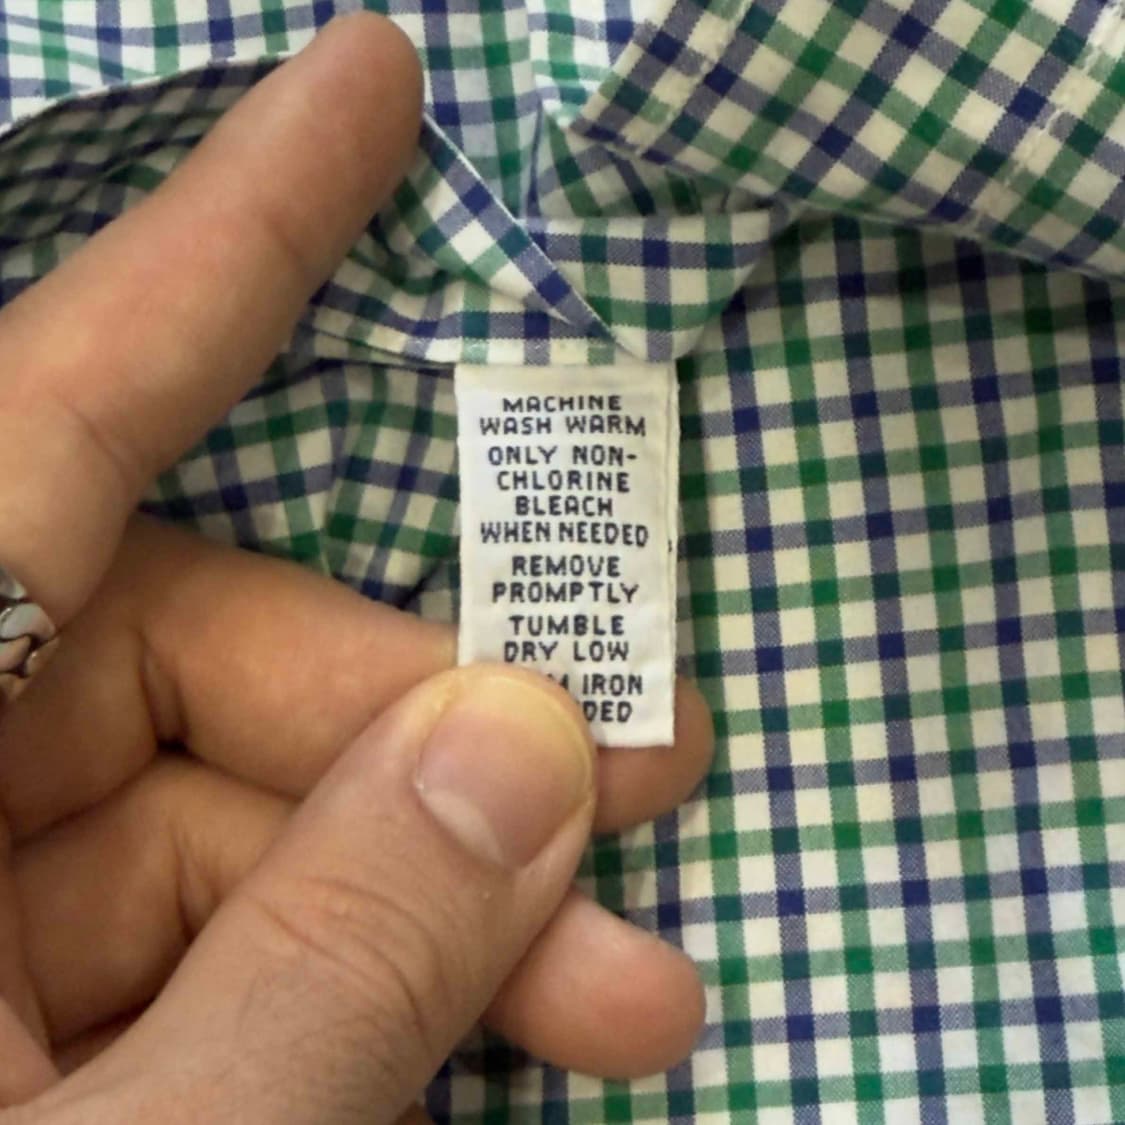 MACHINE
WASH WARM
ONLY NON-
CHLORINE
BLEACH
WHEN NEEDED
REMOVE
PROMPTLY
TUMBLE
DRY LOW
IRON